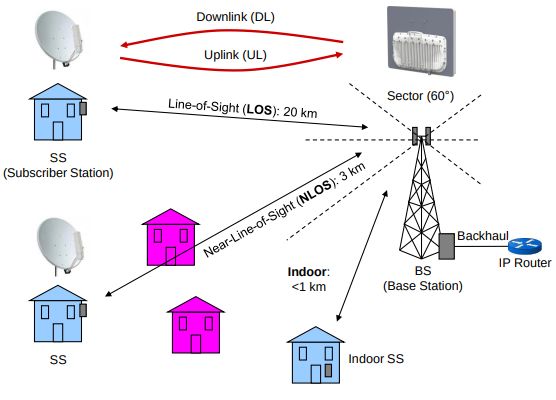 Downlink (DL)
Uplink (UL)
Sector (60°)
Line-of-Sight (LOS): 20 km
SS
(Subscriber Station)
Near-Line-of-Sight (NLOS): 3 km
Backhaul
IP Router
BS
(Base Station)
Indoor:
<1 km
SS
Indoor SS